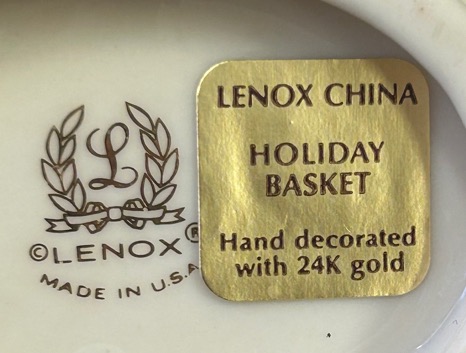 L
©LENOX®
MADE IN U.S.A
LENOX CHINA
HOLIDAY
BASKET
Hand decorated
with 24K gold